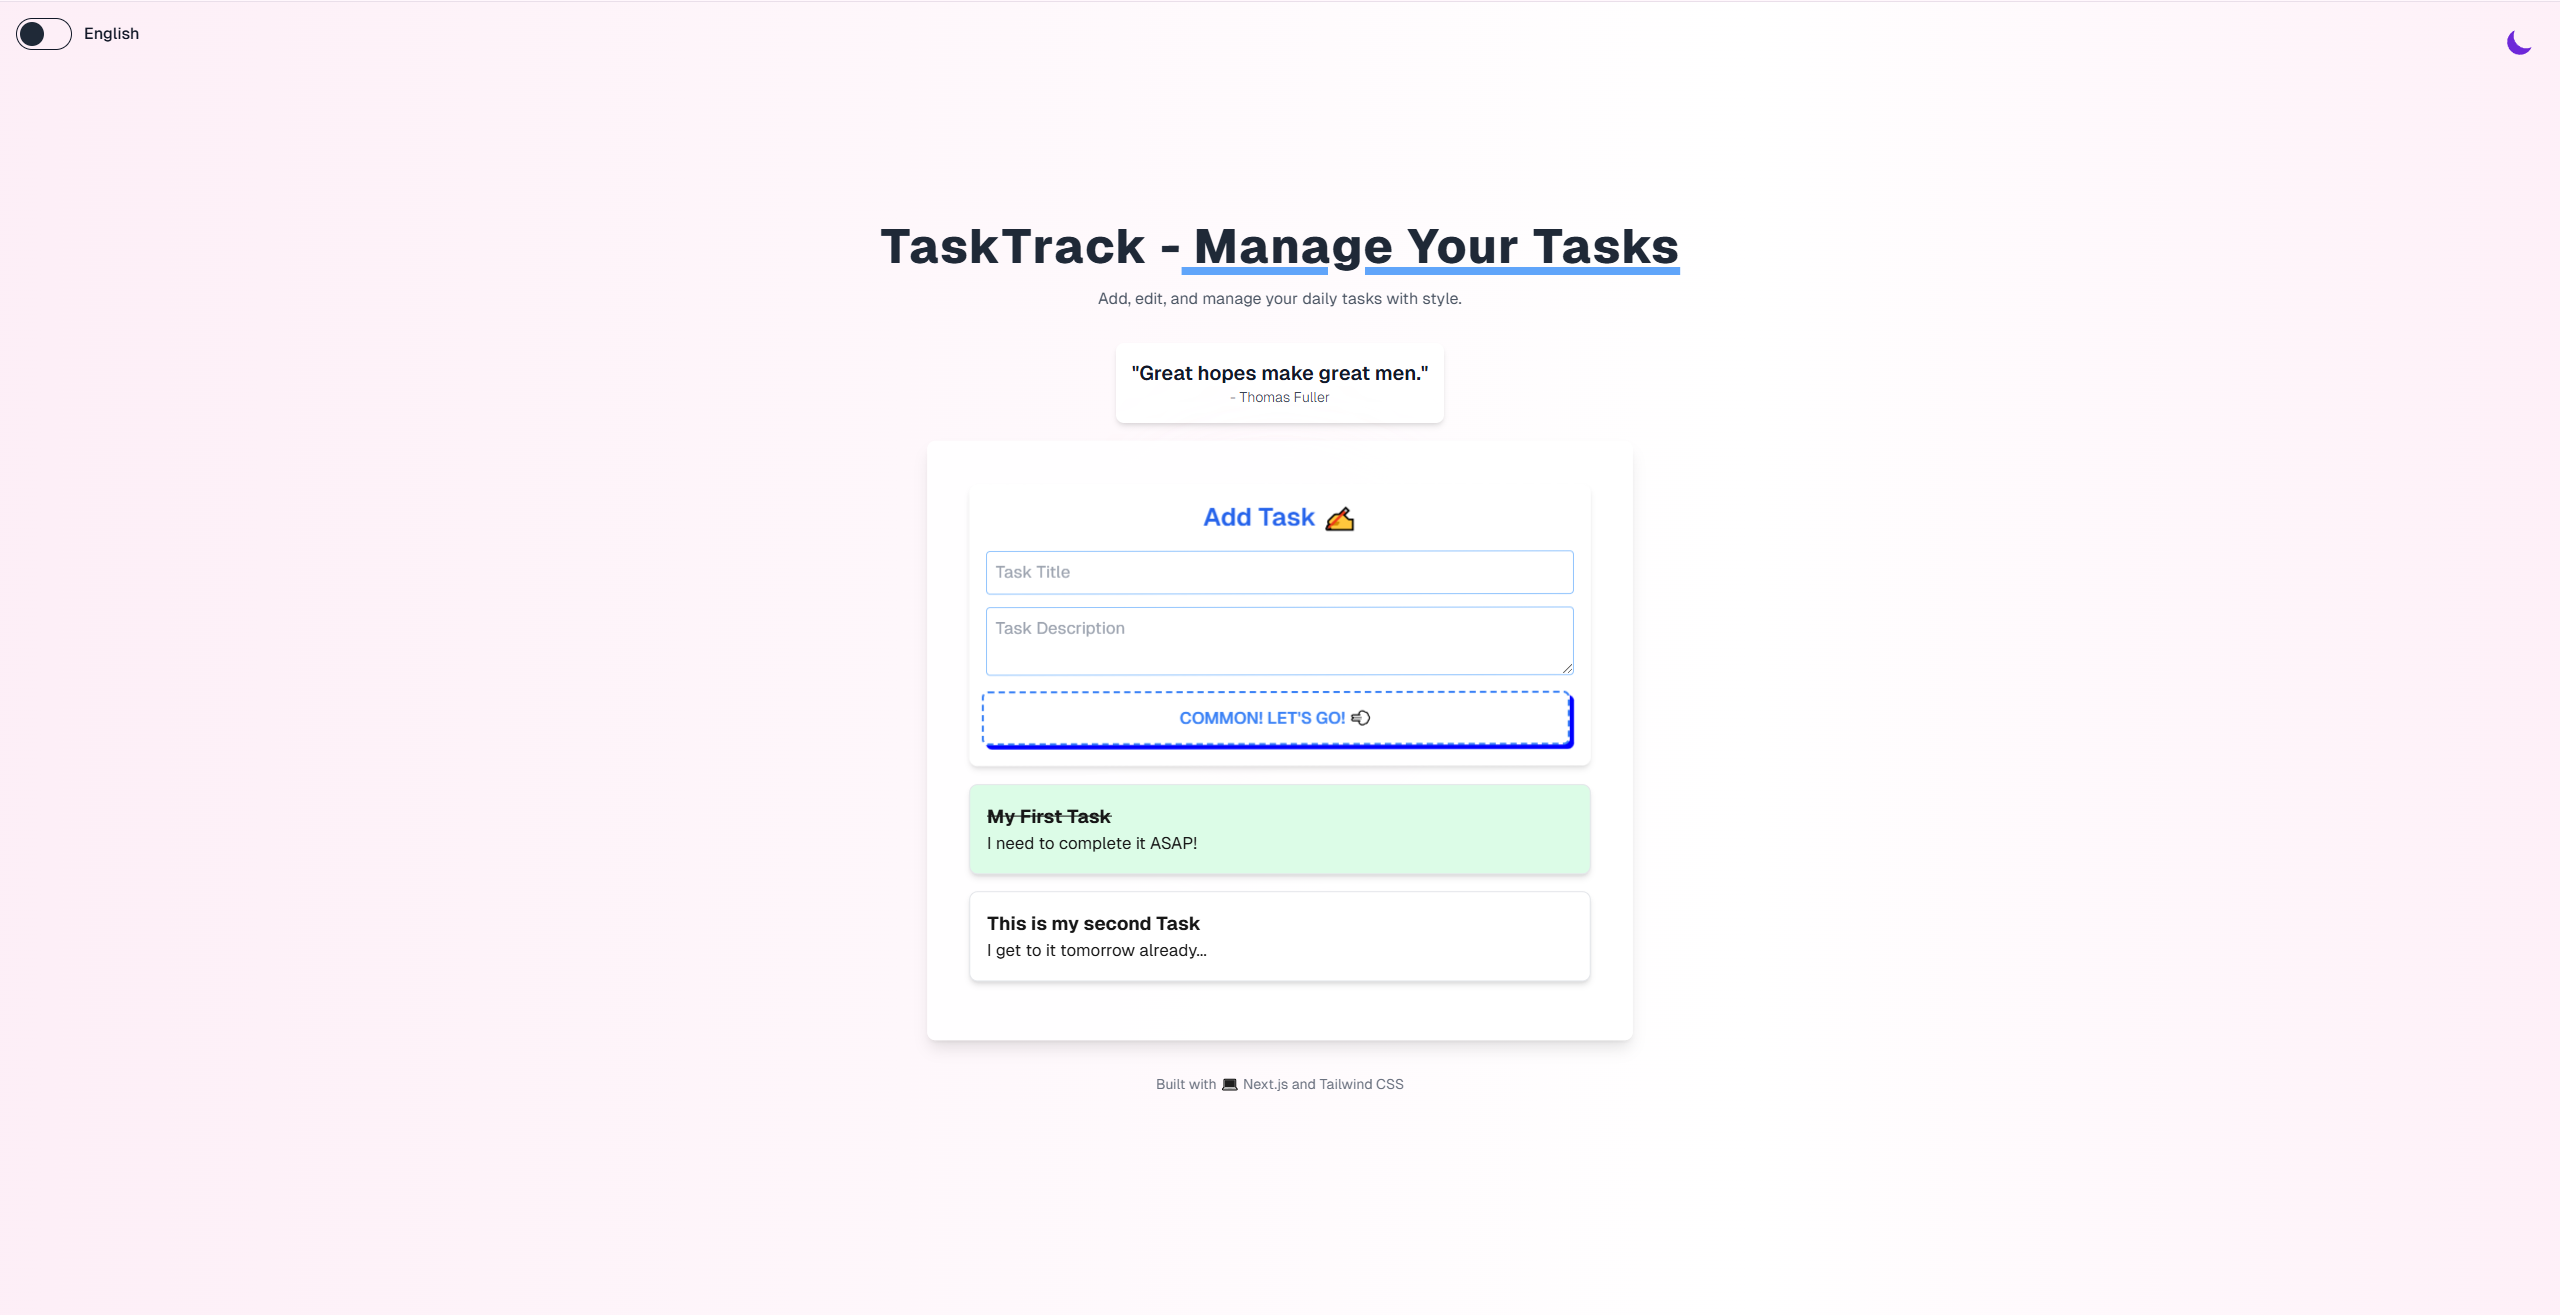 English
TaskTrack - Manage Your Tasks
Add, edit, and manage your daily tasks with style.
"Great hopes make great men."
- Thomas Fuller
Add Task ✍️
Task Title
Task Description
COMMON! LET'S GO! 💨
My First Task
I need to complete it ASAP!
This is my second Task
I get to it tomorrow already...
Built with 💻 Next.js and Tailwind CSS